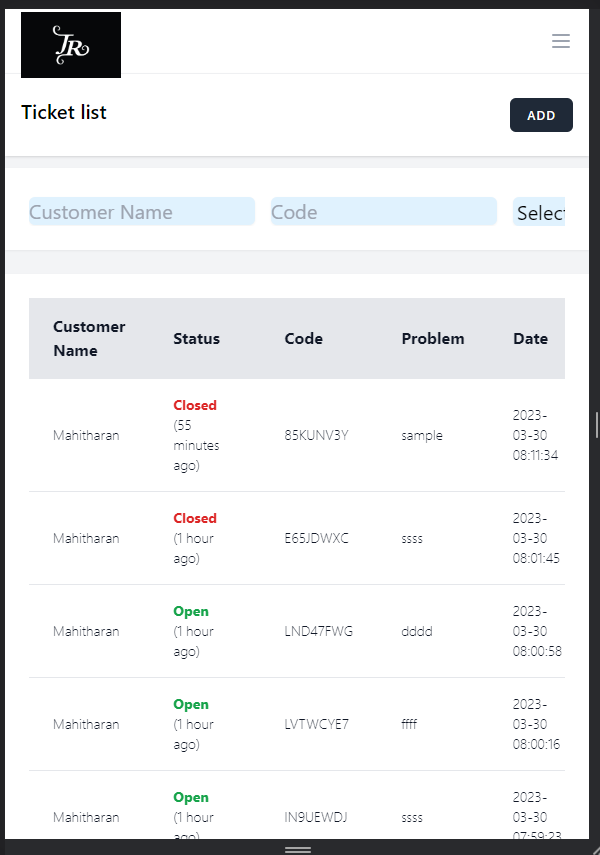 JR
Ticket list
ADD
Customer Name Code Selec
Customer
Name
Status Code Problem Date
Mahitharan
Closed
(55
minutes
ago)
85KUNV3Y
sample
2023-
03-30
08:11:34
Mahitharan
Closed
(1 hour
ago)
E65JDWXC
ssss
2023-
03-30
08:01:45
Mahitharan
Open
(1 hour
ago)
LND47FWG
dddd
2023-
03-30
08:00:58
Mahitharan
Open
(1 hour
ago)
LVTWCYE7
ffff
2023-
03-30
08:00:16
Mahitharan
Open
(1 hour
ago)
IN9UEWDJ
ssss
2023-
03-30
07:59:23